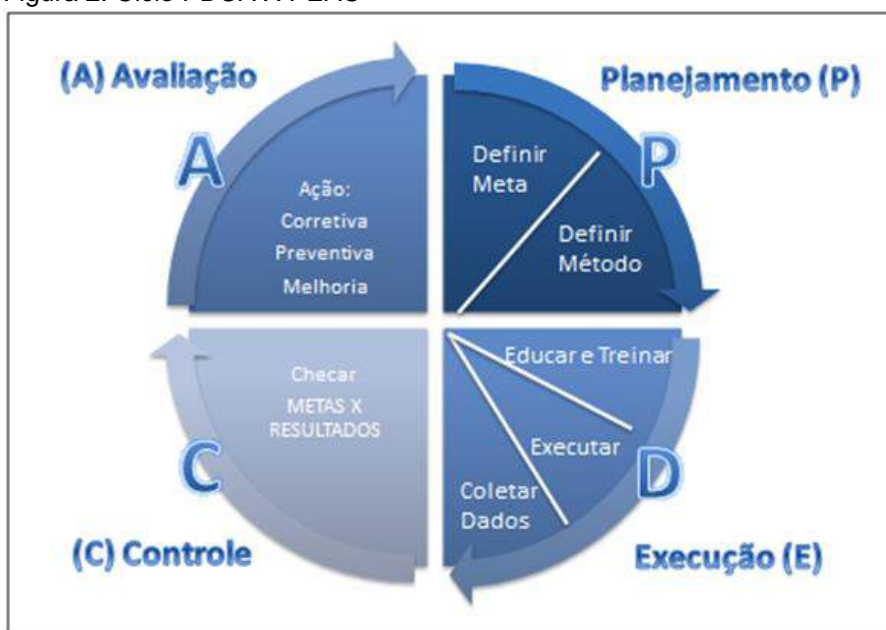 (A) Avaliação
Planejamento (P)
A
P
Definir
Meta
Definir
Método
Ação:
Corretiva
Preventiva
Melhoria
Educar e Treinar
Executar
Coletar
Dados
D
Checar
METAS X
RESULTADOS
C
(C) Controle
Execução (E)